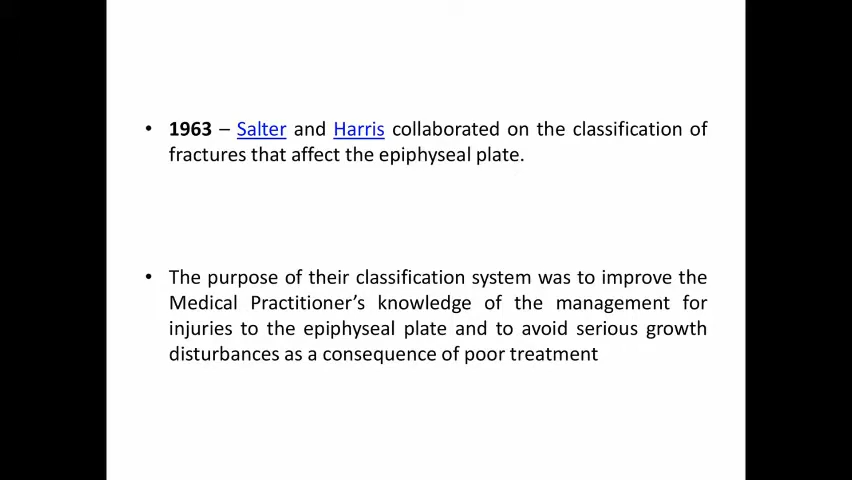 • 1963 – Salter and Harris collaborated on the classification of
fractures that affect the epiphyseal plate.
• The purpose of their classification system was to improve the
Medical Practitioner’s knowledge of the management for
injuries to the epiphyseal plate and to avoid serious growth
disturbances as a consequence of poor treatment